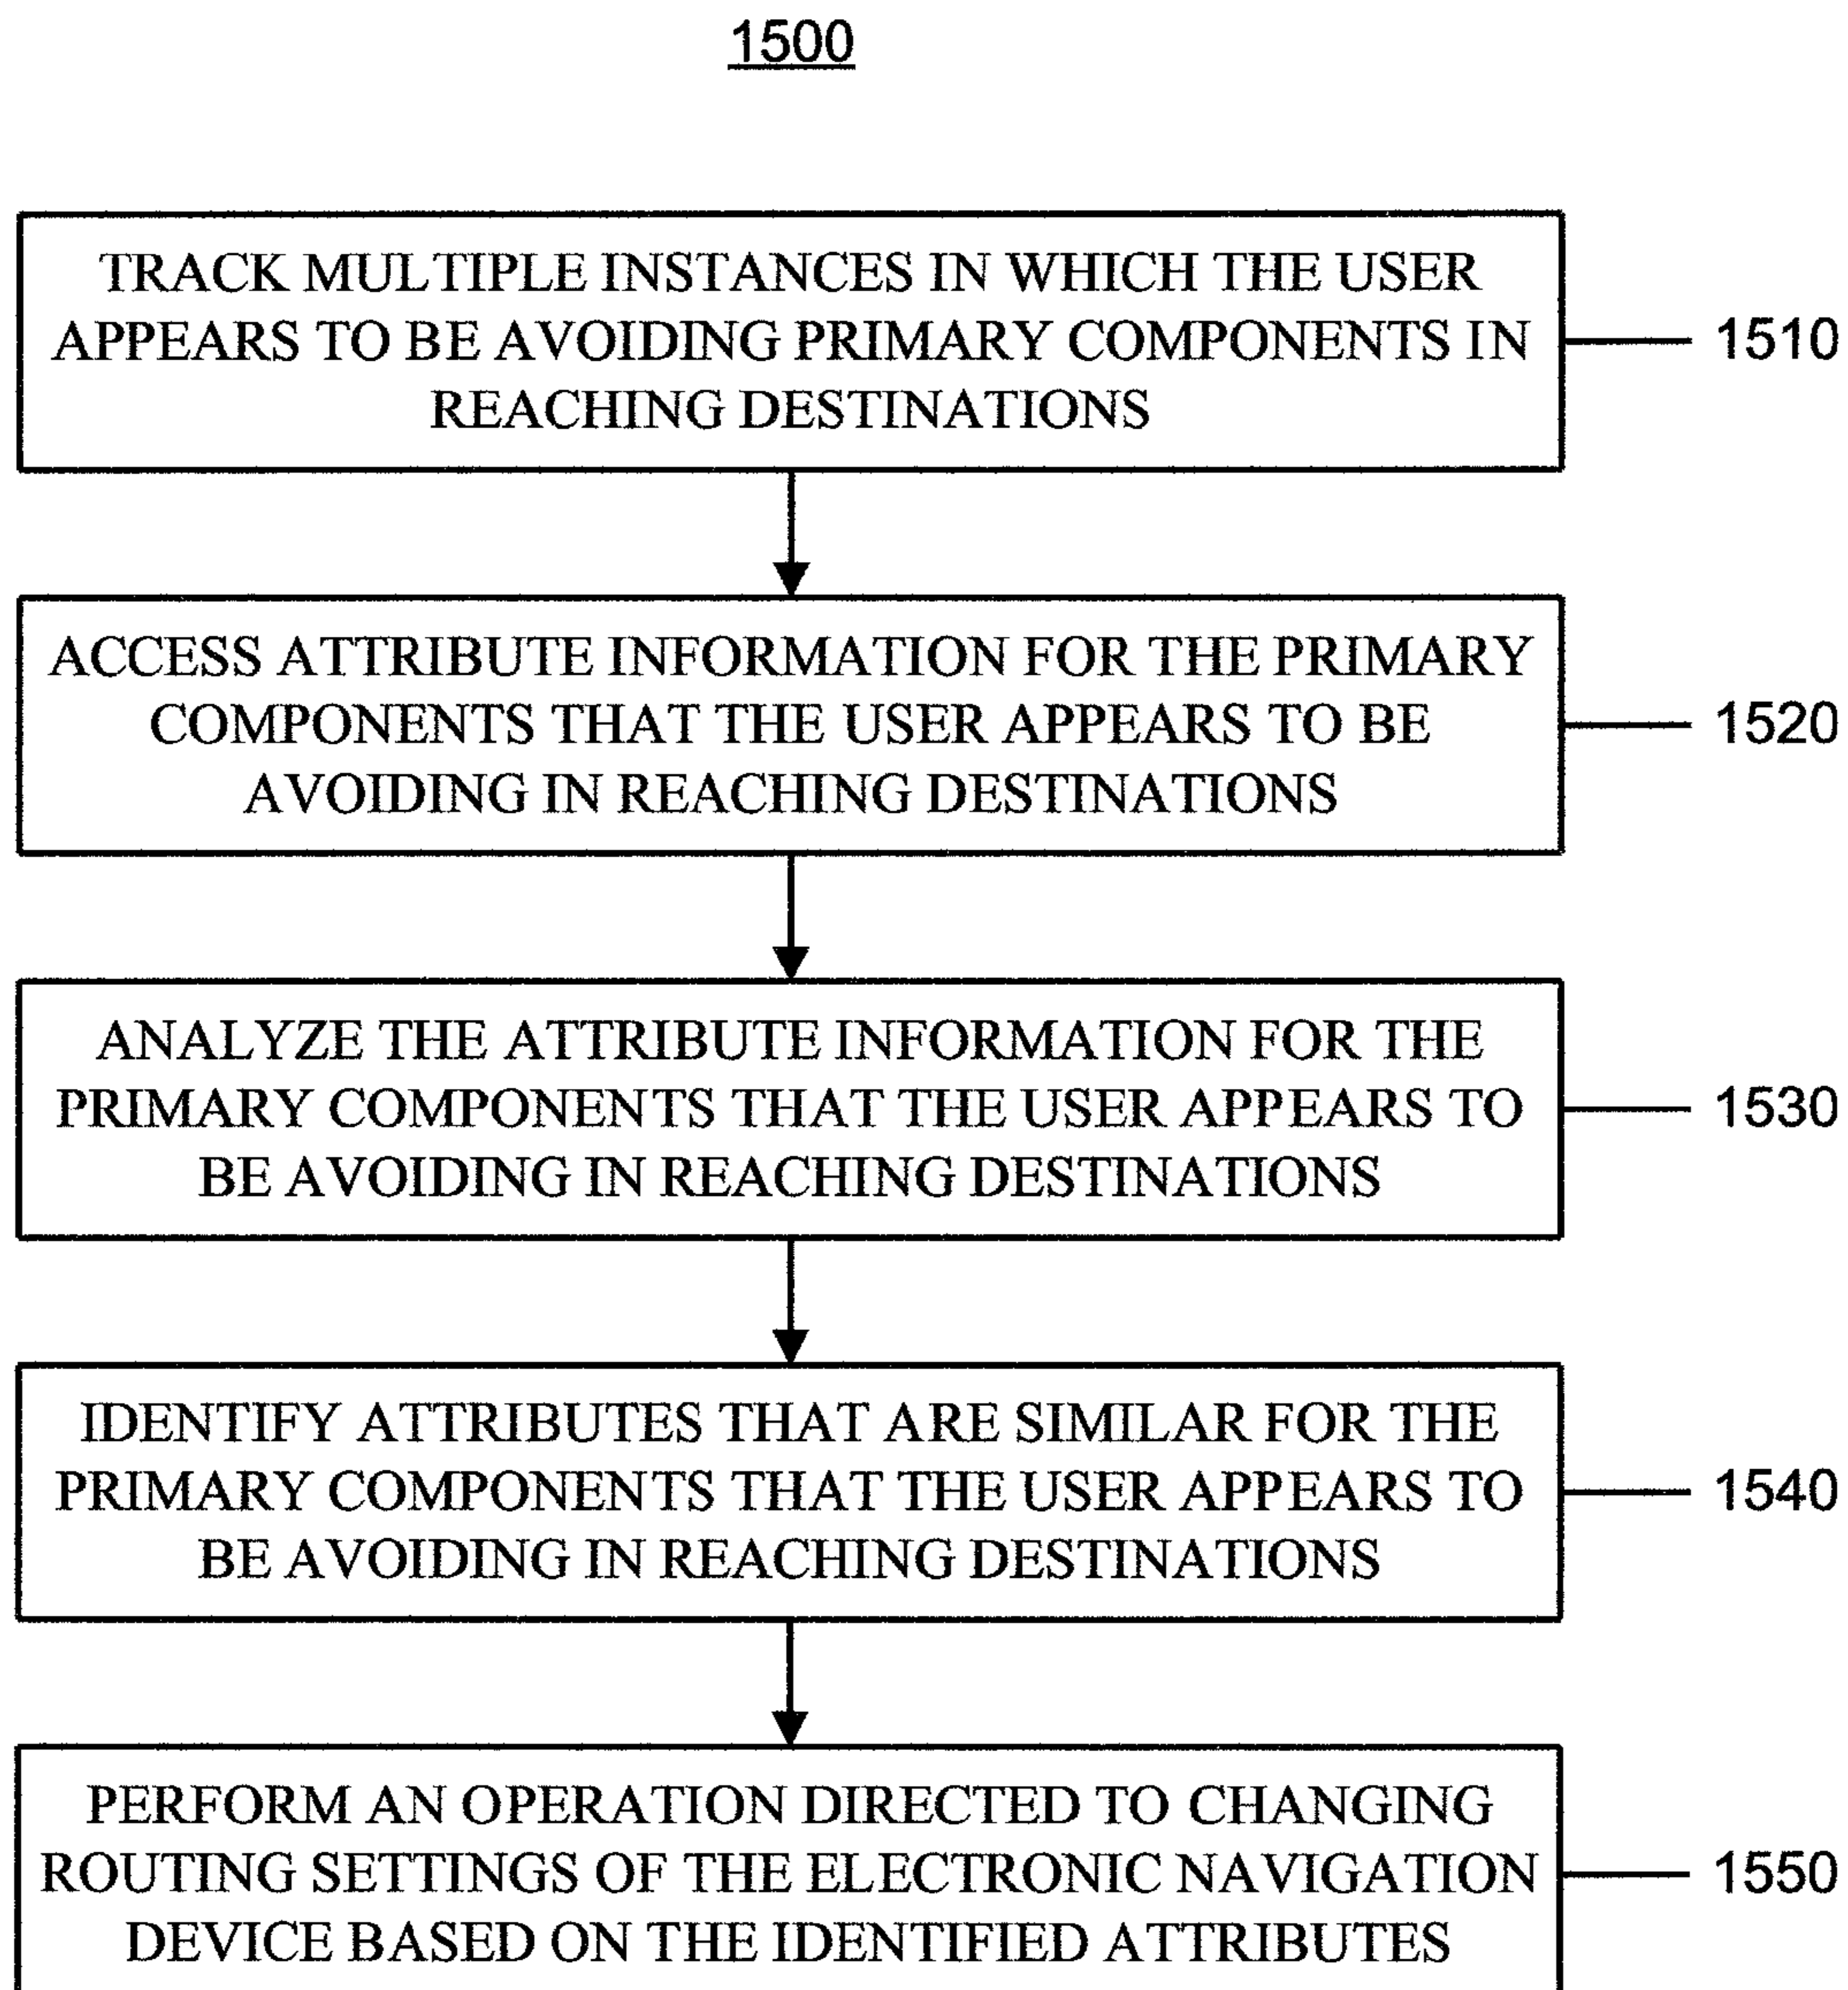 1500
TRACK MULTIPLE INSTANCES IN WHICH THE USER
APPEARS TO BE AVOIDING PRIMARY COMPONENTS IN
REACHING DESTINATIONS
1510
ACCESS ATTRIBUTE INFORMATION FOR THE PRIMARY
COMPONENTS THAT THE USER APPEARS TO BE
AVOIDING IN REACHING DESTINATIONS
1520
ANALYZE THE ATTRIBUTE INFORMATION FOR THE
PRIMARY COMPONENTS THAT THE USER APPEARS TO
BE AVOIDING IN REACHING DESTINATIONS
1530
IDENTIFY ATTRIBUTES THAT ARE SIMILAR FOR THE
PRIMARY COMPONENTS THAT THE USER APPEARS TO
BE AVOIDING IN REACHING DESTINATIONS
1540
PERFORM AN OPERATION DIRECTED TO CHANGING
ROUTING SETTINGS OF THE ELECTRONIC NAVIGATION
DEVICE BASED ON THE IDENTIFIED ATTRIBUTES
1550